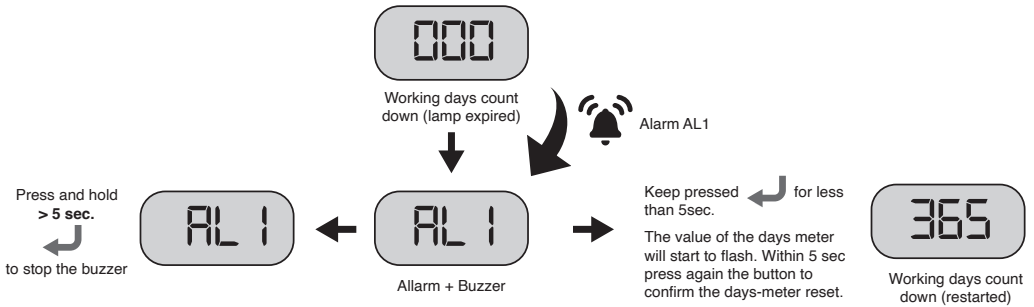 000
Working days count
down (lamp expired)
Alarm AL1
Press and hold
> 5 sec.
to stop the buzzer
AL1
AL1
Allarm + Buzzer
Keep pressed for less
than 5sec.
The value of the days meter
will start to flash. Within 5 sec
press again the button to
confirm the days-meter reset.
365
Working days count
down (restarted)